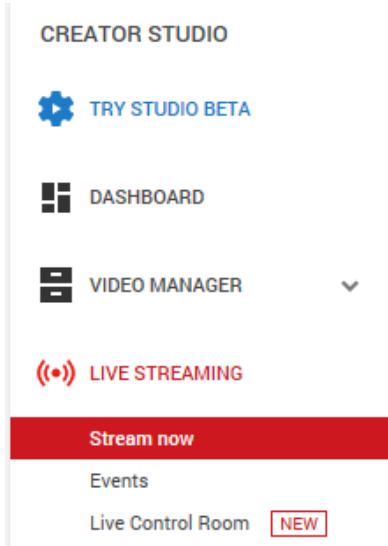 CREATOR STUDIO
TRY STUDIO BETA
DASHBOARD
VIDEO MANAGER
LIVE STREAMING
Stream now
Events
Live Control Room NEW